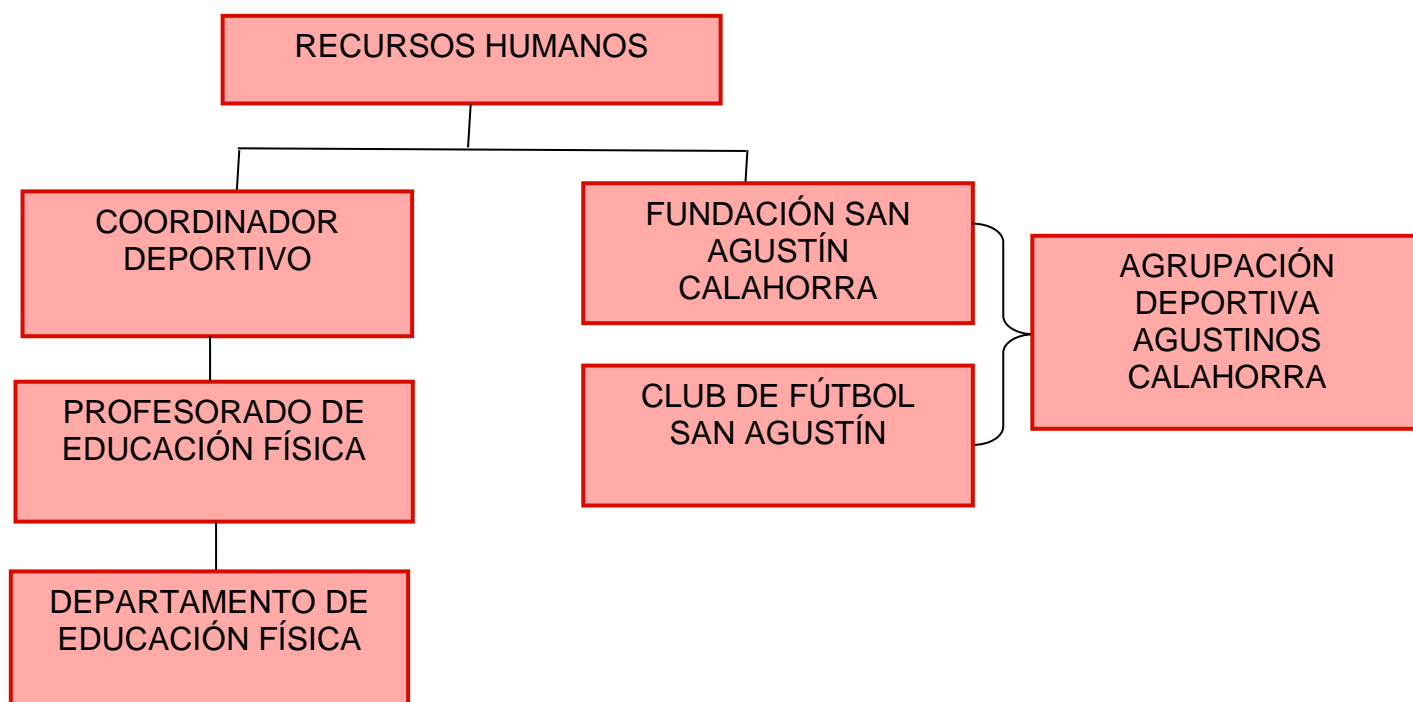 RECURSOS HUMANOS
COORDINADOR
DEPORTIVO
FUNDACIÓN SAN
AGUSTÍN
CALAHORRA
AGRUPACIÓN
DEPORTIVA
AGUSTINOS
CALAHORRA
PROFESORADO DE
EDUCACIÓN FÍSICA
CLUB DE FÚTBOL
SAN AGUSTÍN
DEPARTAMENTO DE
EDUCACIÓN FÍSICA